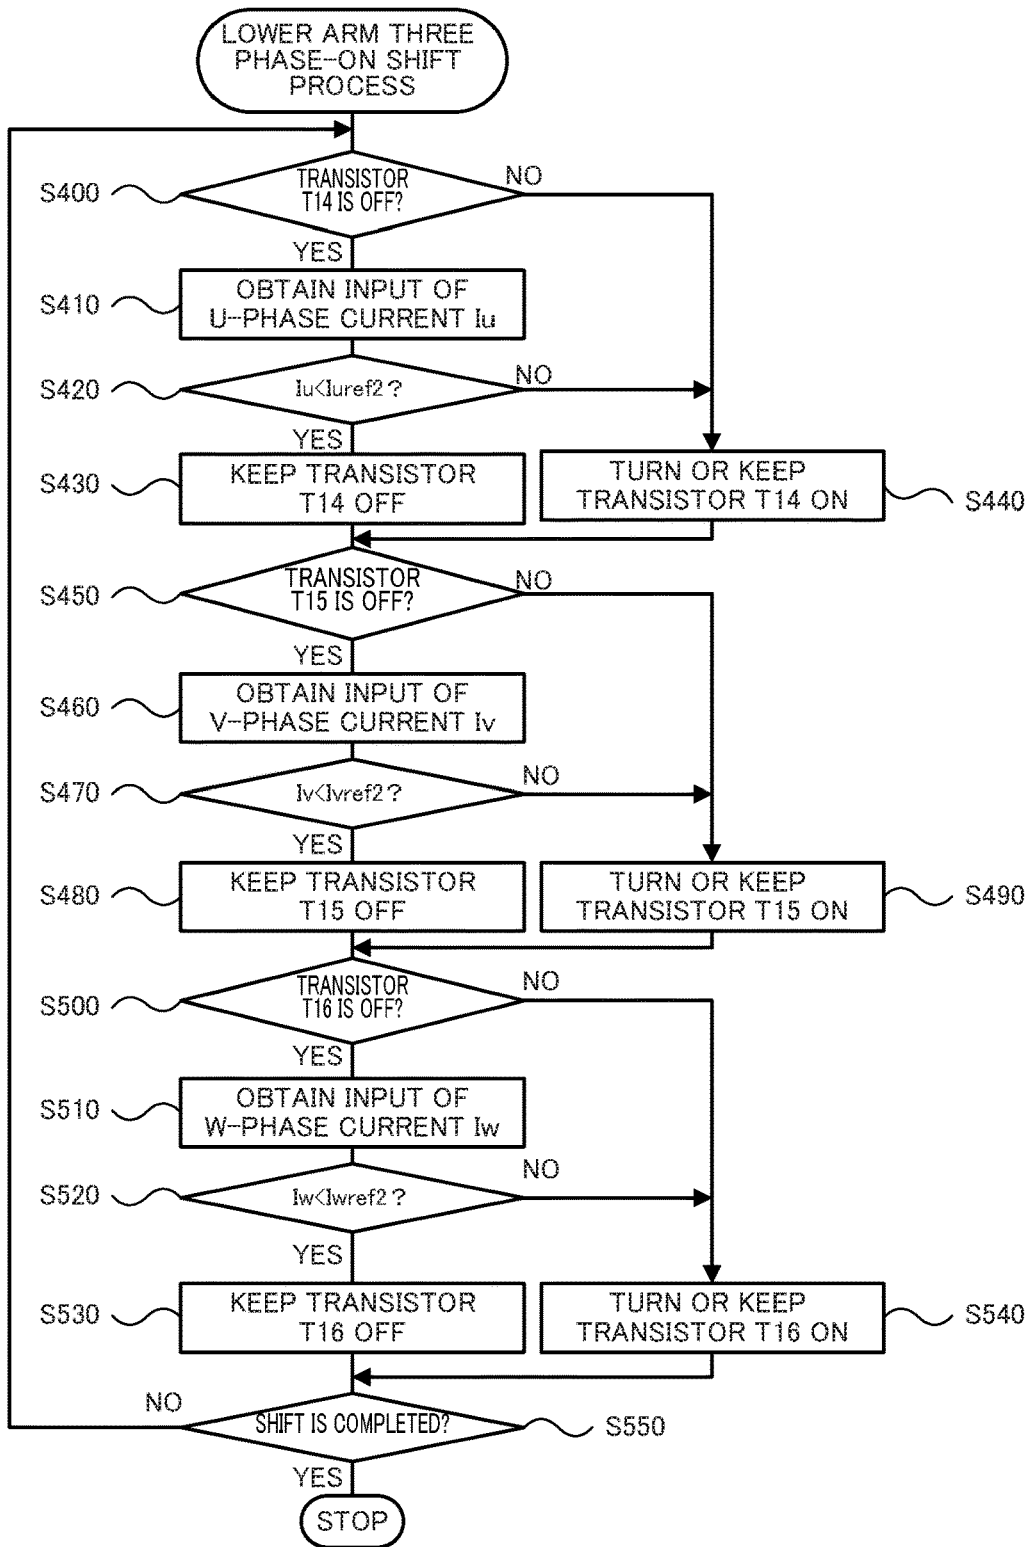 LOWER ARM THREE
PHASE-ON SHIFT
PROCESS
S400
TRANSISTOR
T14 IS OFF?
NO
YES
S410
OBTAIN INPUT OF
U-PHASE CURRENT Iu
S420
Iu<Iuref2?
NO
YES
S430
KEEP TRANSISTOR
T14 OFF
TURN OR KEEP
TRANSISTOR T14 ON
S440
S450
TRANSISTOR
T15 IS OFF?
NO
YES
S460
OBTAIN INPUT OF
V-PHASE CURRENT Iv
S470
Iv<Ivref2?
NO
YES
S480
KEEP TRANSISTOR
T15 OFF
TURN OR KEEP
TRANSISTOR T15 ON
S490
S500
TRANSISTOR
T16 IS OFF?
NO
YES
S510
OBTAIN INPUT OF
W-PHASE CURRENT Iw
S520
Iw<Iwref2?
NO
YES
S530
KEEP TRANSISTOR
T16 OFF
TURN OR KEEP
TRANSISTOR T16 ON
S540
NO
SHIFT IS COMPLETED?
S550
YES
STOP